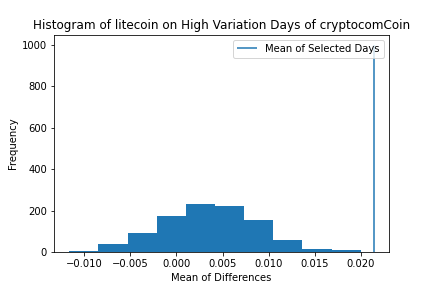 Histogram of litecoin on High Variation Days of cryptocomCoin
Mean of Selected Days
Frequency
1000
800
600
400
200
0
−0.010 −0.005 0.000 0.005 0.010 0.015 0.020
Mean of Differences